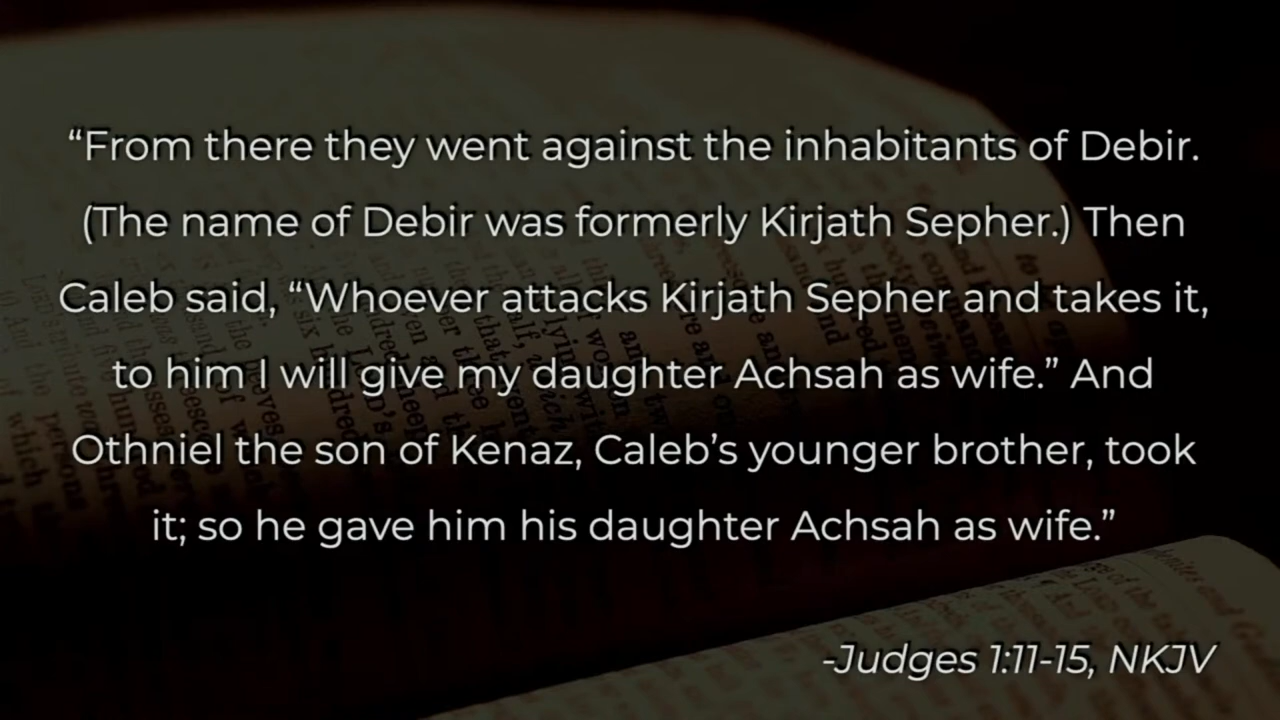 “From there they went against the inhabitants of Debir.
(The name of Debir was formerly Kirjath Sepher.) Then
Caleb said, “Whoever attacks Kirjath Sepher and takes it,
to him I will give my daughter Achsah as wife.” And
Othniel the son of Kenaz, Caleb’s younger brother, took
it; so he gave him his daughter Achsah as wife.”
-Judges 1:11-15, NKJV